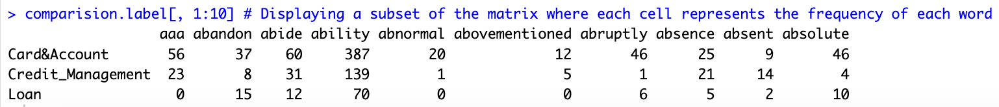 > comparision.label[, 1:10] # Displaying a subset of the matrix where each cell represents the frequency of each word
aaa abandon abide ability abnormal abovementioned abruptly absence absent absolute
Card&Account 56 37 60 387 20 12 46 25 9 46
Credit_Management 23 8 31 139 1 5 1 21 14 4
Loan 0 15 12 70 0 0 6 5 2 10